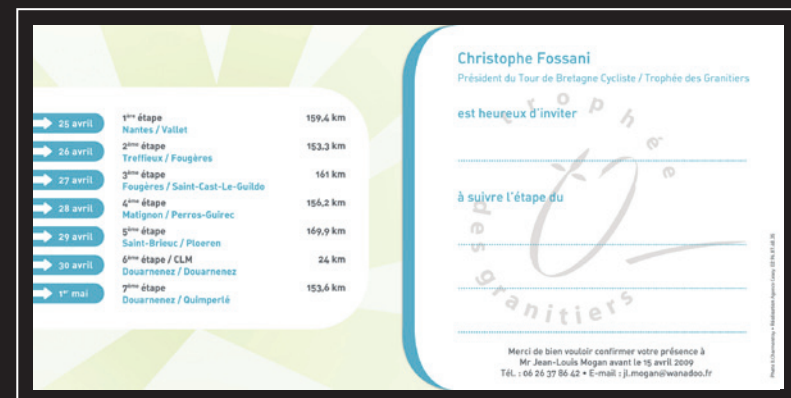 25 avril
1ère étape 159,4 km
Nantes / Vallet
26 avril
2ème étape 153,3 km
Treffieux / Fougères
27 avril
3ème étape 161 km
Fougères / Saint-Cast-Le-Guildo
28 avril
4ème étape 156,2 km
Matignon / Perros-Guirec
29 avril
5ème étape 169,9 km
Saint-Brieuc / Ploeren
30 avril
6ème étape / CLM 24 km
Douarnenez / Douarnenez
1er mai
7ème étape 153,6 km
Douarnenez / Quimperlé
Christophe Fossani
Président du Tour de Bretagne Cycliste / Trophée des Granitiers
est heureux d'inviter
à suivre l'étape du
trophée
des granitiers
Merci de bien vouloir confirmer votre présence à
Mr Jean-Louis Mogan avant le 15 avril 2009
Tél. : 06 26 37 86 42 • E-mail : jl.mogan@wanadoo.fr